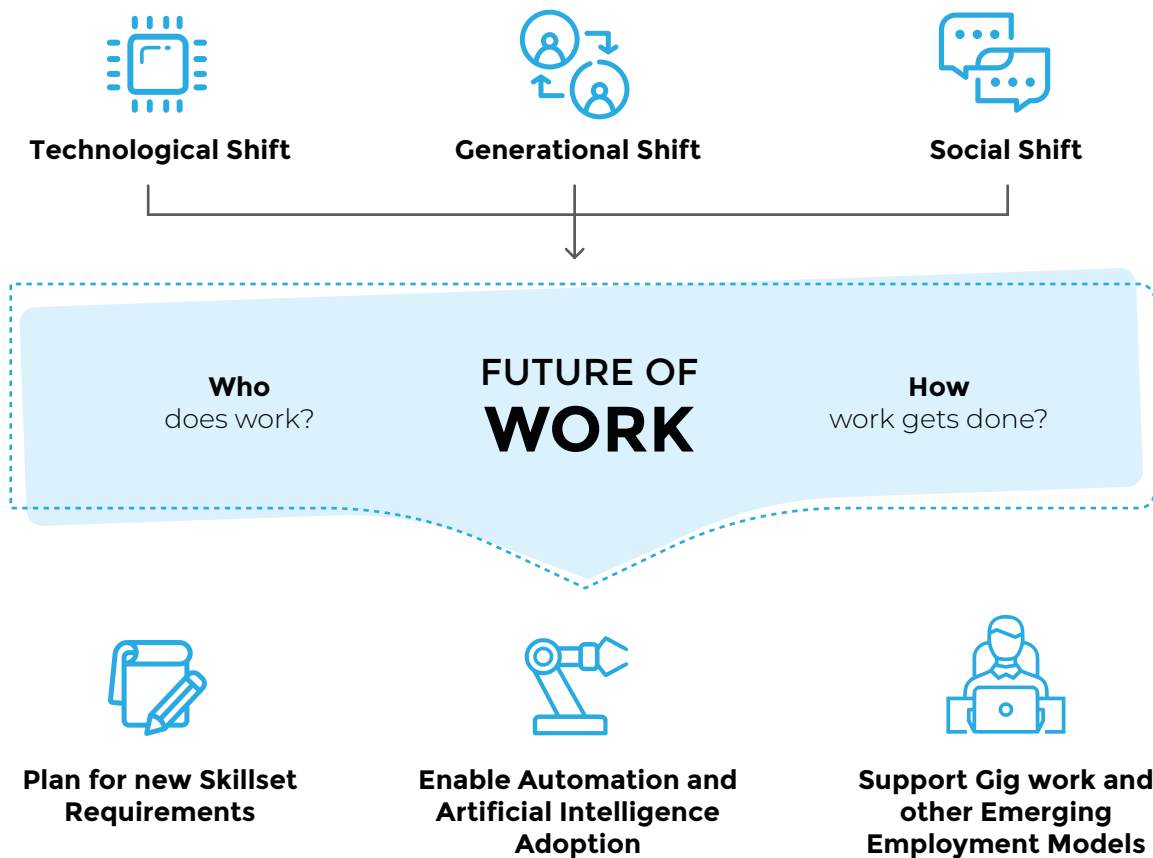 Technological Shift
Generational Shift
Social Shift
Who
does work?
FUTURE OF
WORK
How
work gets done?
Plan for new Skillset
Requirements
Enable Automation and
Artificial Intelligence
Adoption
Support Gig work and
other Emerging
Employment Models